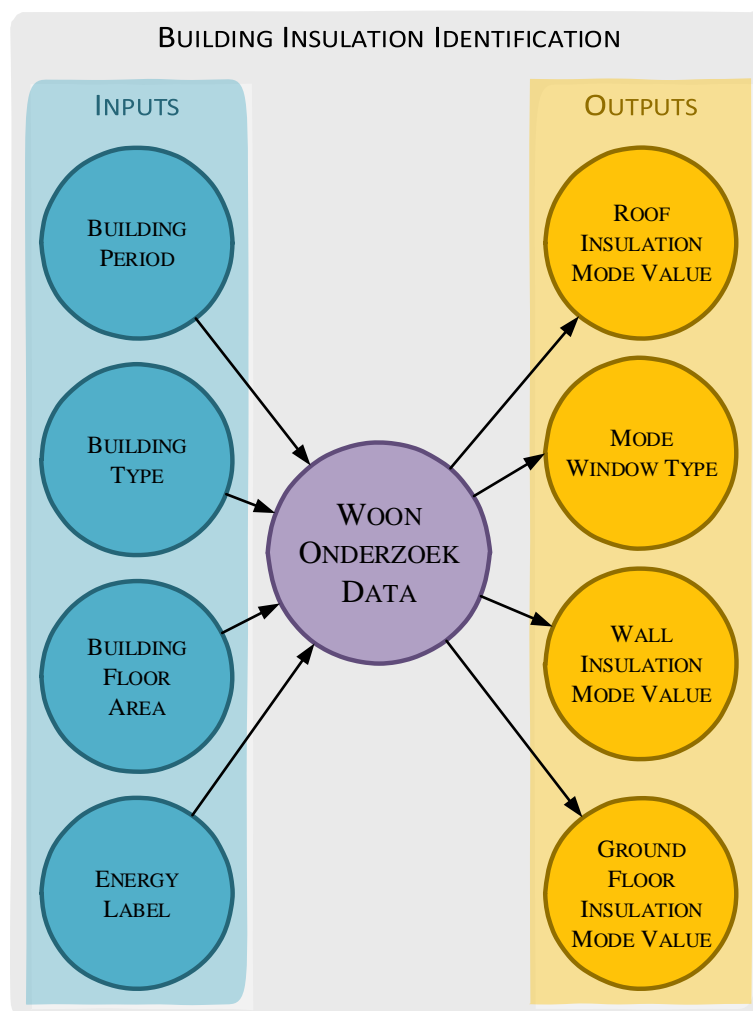 BUILDING INSULATION IDENTIFICATION
INPUTS
BUILDING
PERIOD
BUILDING
TYPE
BUILDING
FLOOR
AREA
ENERGY
LABEL
WOON
ONDERZOEK
DATA
OUTPUTS
ROOF
INSULATION
MODE VALUE
MODE
WINDOW TYPE
WALL
INSULATION
MODE VALUE
GROUND
FLOOR
INSULATION
MODE VALUE